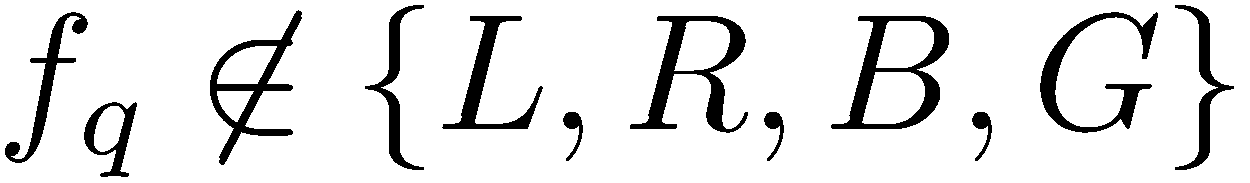 f_q ∉ {L, R, B, G}